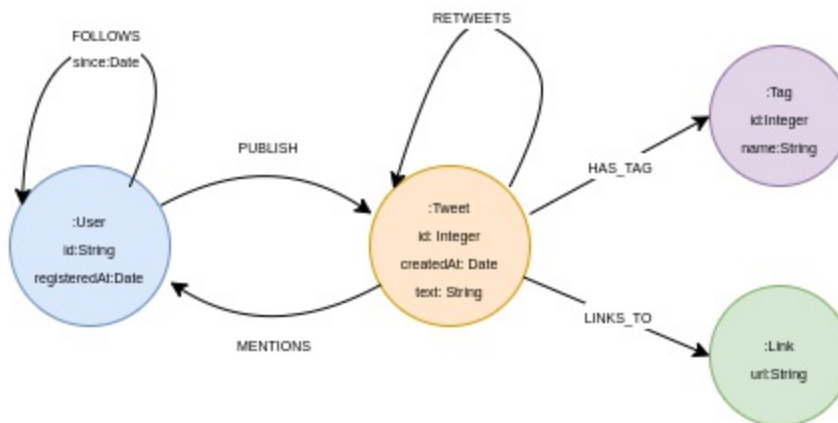 RETWEETS
FOLLOWS
since:Date
:Tag
id:Integer
name:String
PUBLISH
HAS_TAG
:User
id:String
registeredAt:Date
:Tweet
id: Integer
createdAt: Date
text: String
LINKS_TO
MENTIONS
:Link
url:String